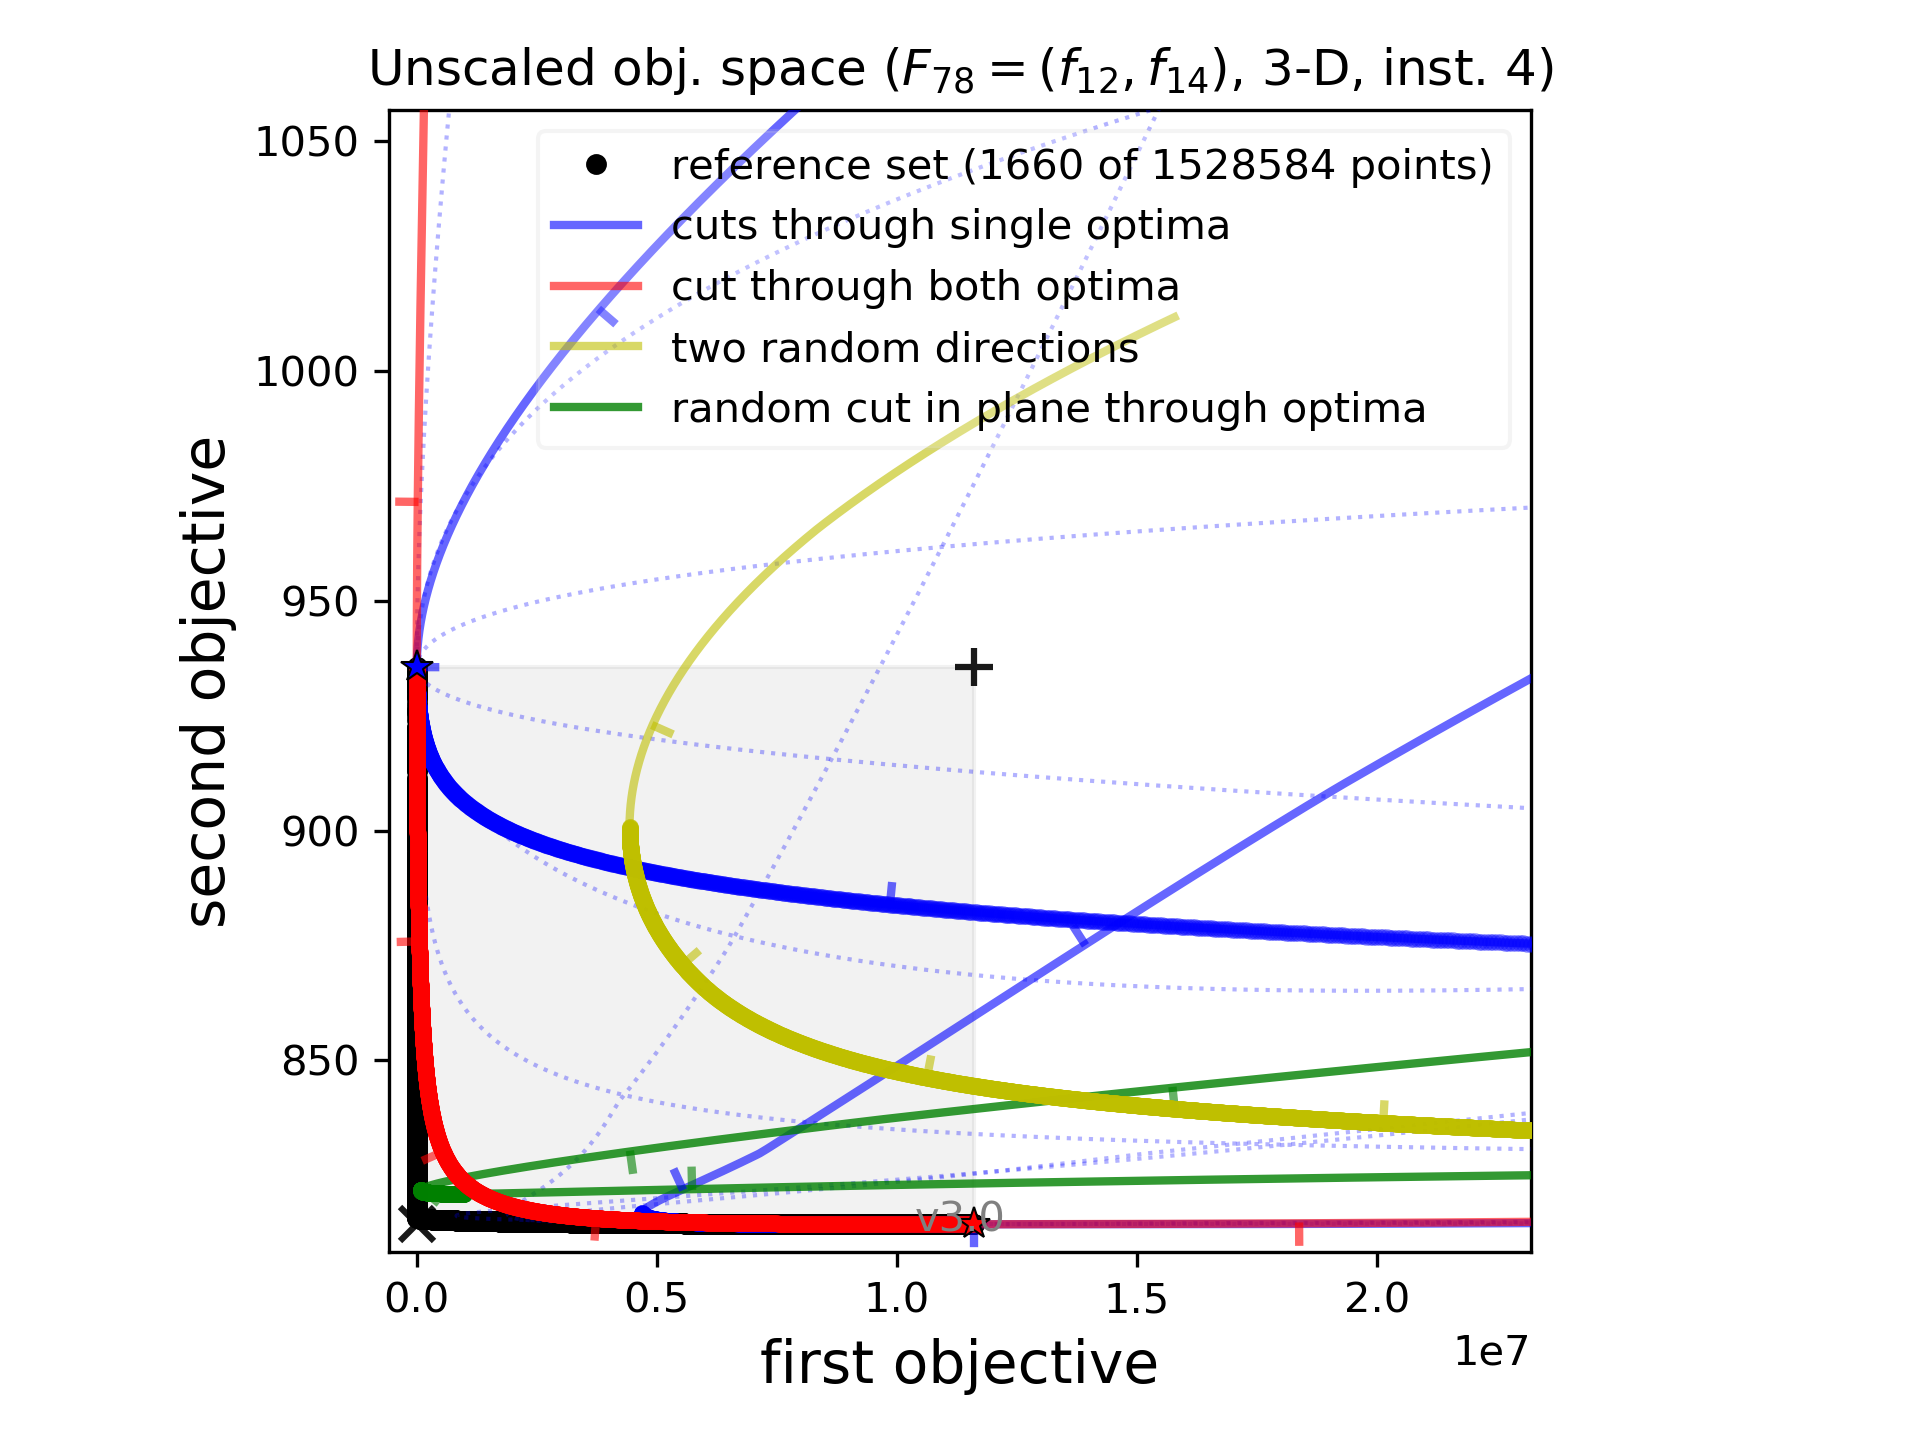 Unscaled obj. space (F78 = (f12, f14), 3-D, inst. 4)
reference set (1660 of 1528584 points)
cuts through single optima
cut through both optima
two random directions
random cut in plane through optima
1050
1000
950
900
850
second objective
v3.0
0.0 0.5 1.0 1.5 2.0
1e7
first objective